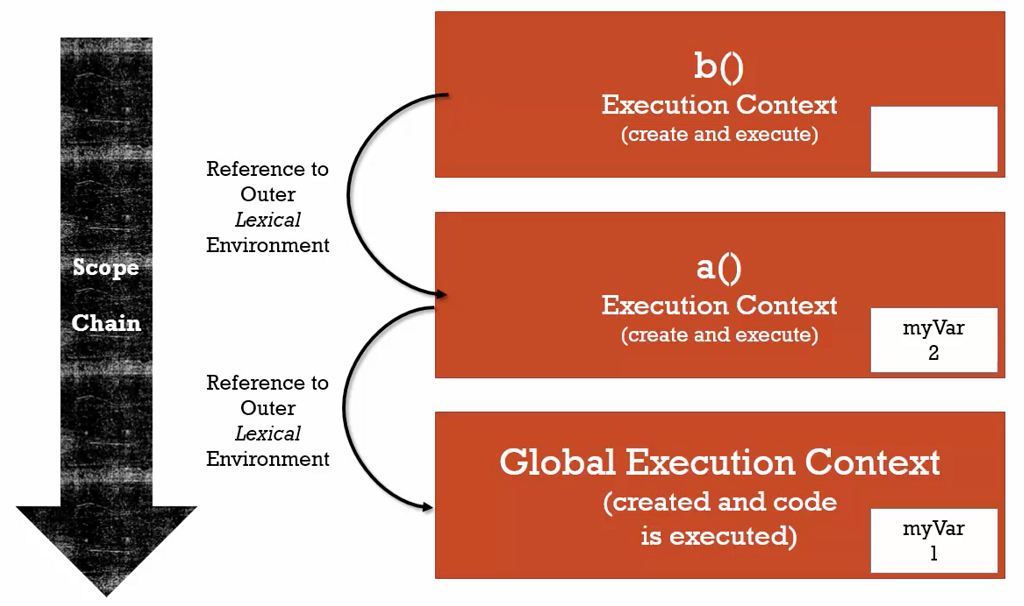 b()
Execution Context
(create and execute)
Reference to
Outer
Lexical
Environment
a()
Execution Context
(create and execute)
myVar
2
Scope
Chain
Reference to
Outer
Lexical
Environment
Global Execution Context
(created and code
is executed)
myVar
1